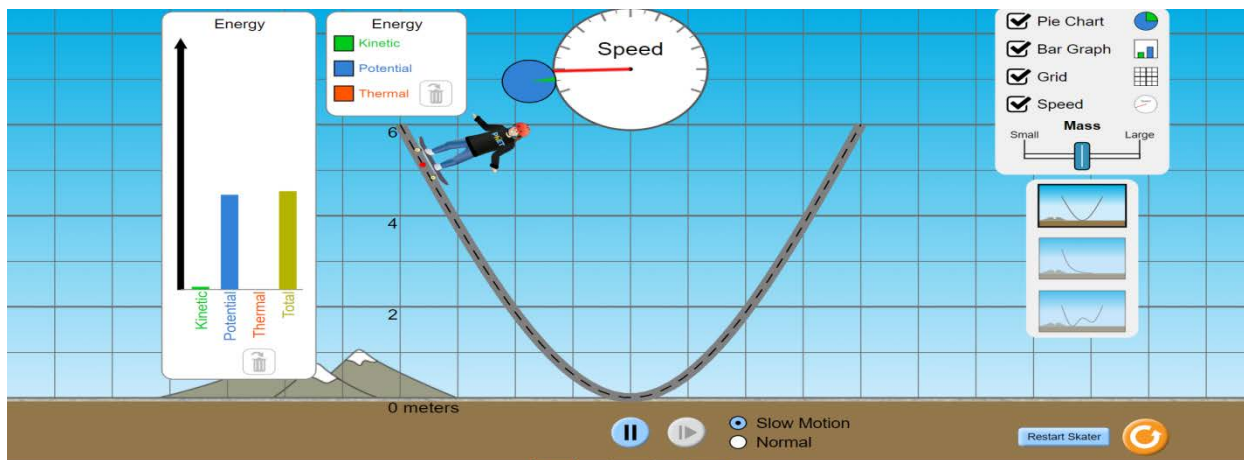 Energy
Kinetic
Potential
Thermal
Total
Energy
Kinetic
Potential
Thermal
Speed
Pie Chart
Bar Graph
Grid
Speed
Mass
Small
Large
PhET
6
4
2
0 meters
Slow Motion
Normal
Restart Skater